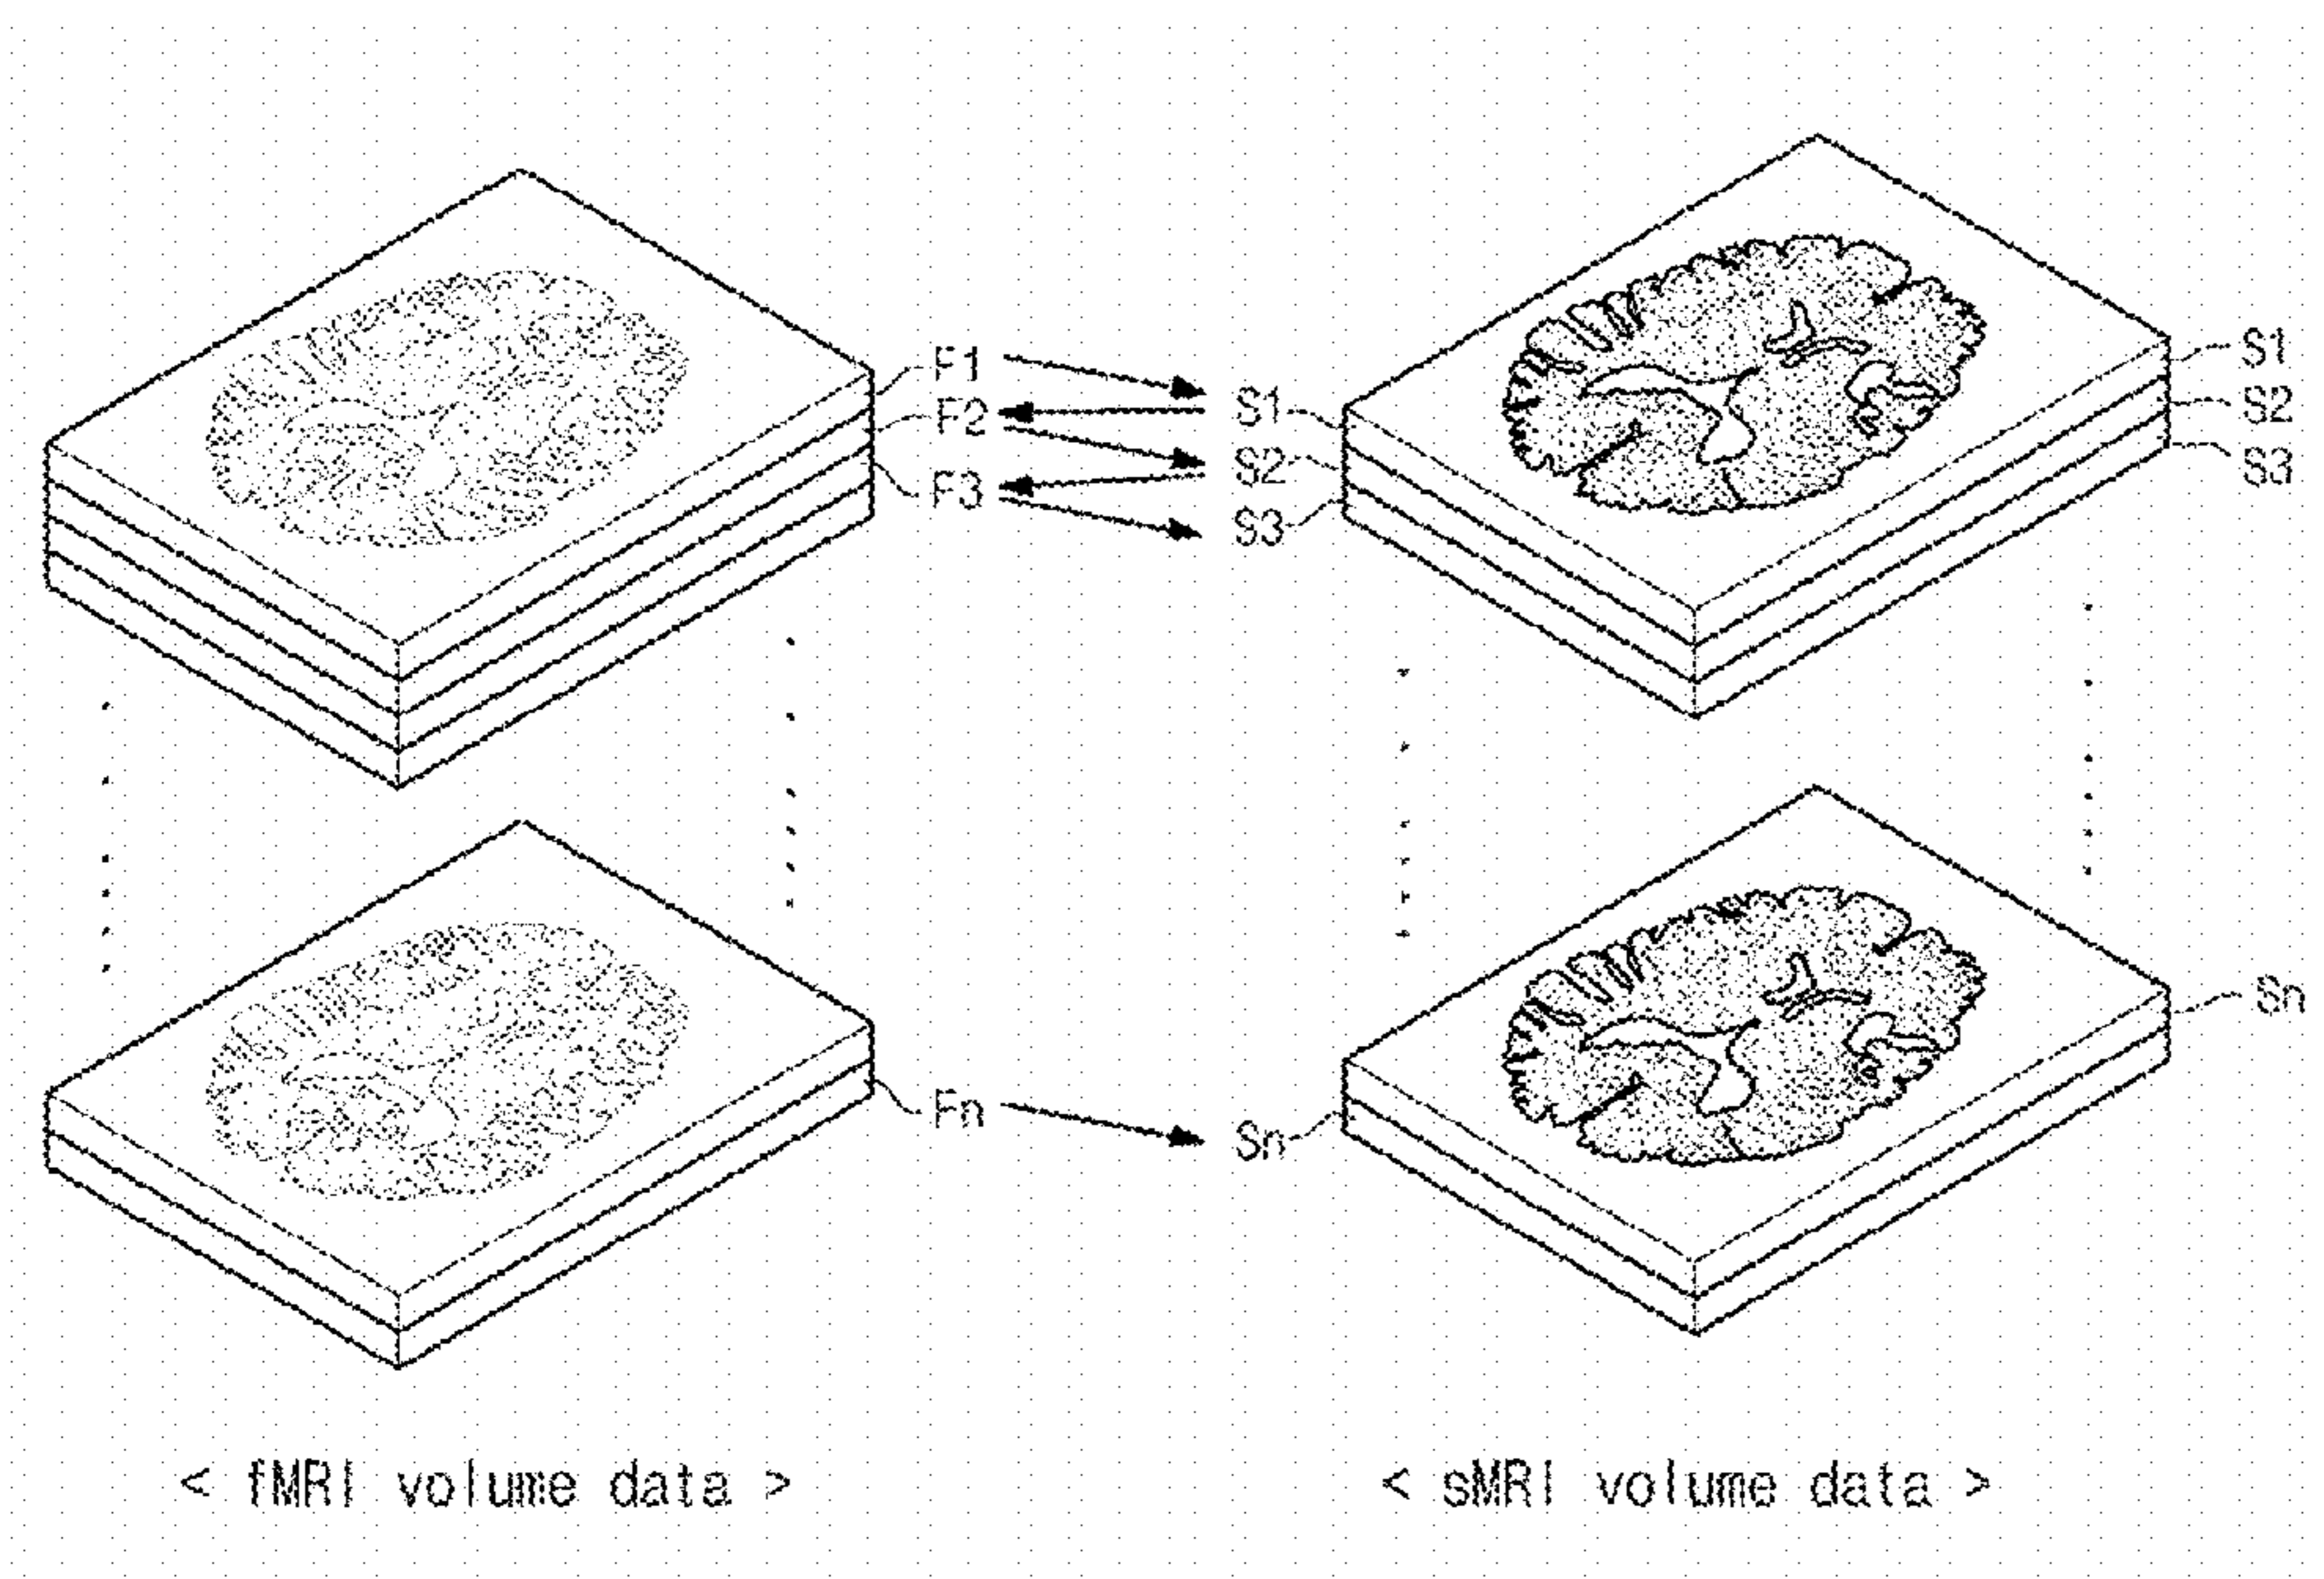 F1
F2
F3
S1
S2
S3
S1
S2
S3
Fn
Sn
Sn
< fMRI volume data >
< sMRI volume data >